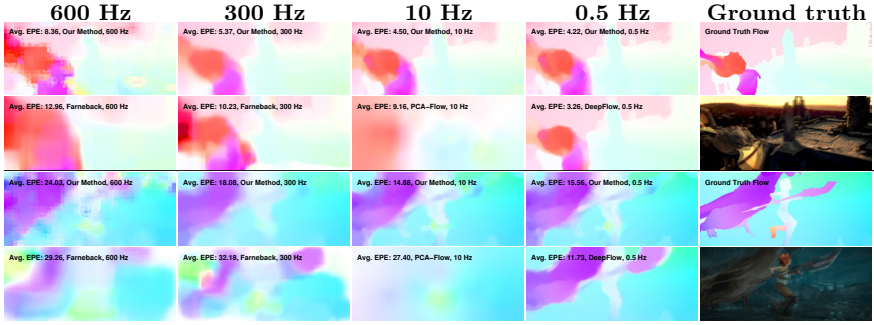 600 Hz 300 Hz 10 Hz 0.5 Hz Ground truth
Avg. EPE: 8.36, Our Method, 600 Hz Avg. EPE: 5.37, Our Method, 300 Hz Avg. EPE: 4.50, Our Method, 10 Hz Avg. EPE: 4.22, Our Method, 0.5 Hz Ground Truth Flow
Avg. EPE: 12.96, Farneback, 600 Hz Avg. EPE: 10.23, Farneback, 300 Hz Avg. EPE: 9.16, PCA-Flow, 10 Hz Avg. EPE: 3.26, DeepFlow, 0.5 Hz
Avg. EPE: 24.03, Our Method, 600 Hz Avg. EPE: 18.08, Our Method, 300 Hz Avg. EPE: 14.88, Our Method, 10 Hz Avg. EPE: 15.56, Our Method, 0.5 Hz Ground Truth Flow
Avg. EPE: 29.26, Farneback, 600 Hz Avg. EPE: 32.18, Farneback, 300 Hz Avg. EPE: 27.40, PCA-Flow, 10 Hz Avg. EPE: 11.73, DeepFlow, 0.5 Hz